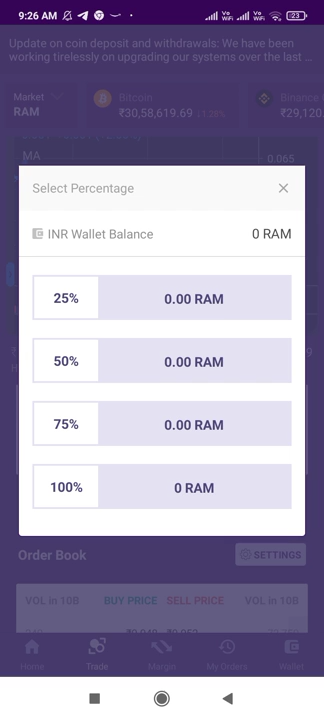 9:26 AM
Vo WiFi Vo WiFi 23
Update on coin deposit and withdrawals: We have been
working tirelessly on upgrading our systems over the last ...
Market
RAM
Bitcoin
₹30,58,619.69
Binance
₹29,120.
MA
0.065
Select Percentage
INR Wallet Balance 0 RAM
25% 0.00 RAM
50% 0.00 RAM
75% 0.00 RAM
100% 0 RAM
Order Book SETTINGS
VOL in 10B BUY PRICE SELL PRICE VOL in 10B
Home Trade Margin My Orders Wallet